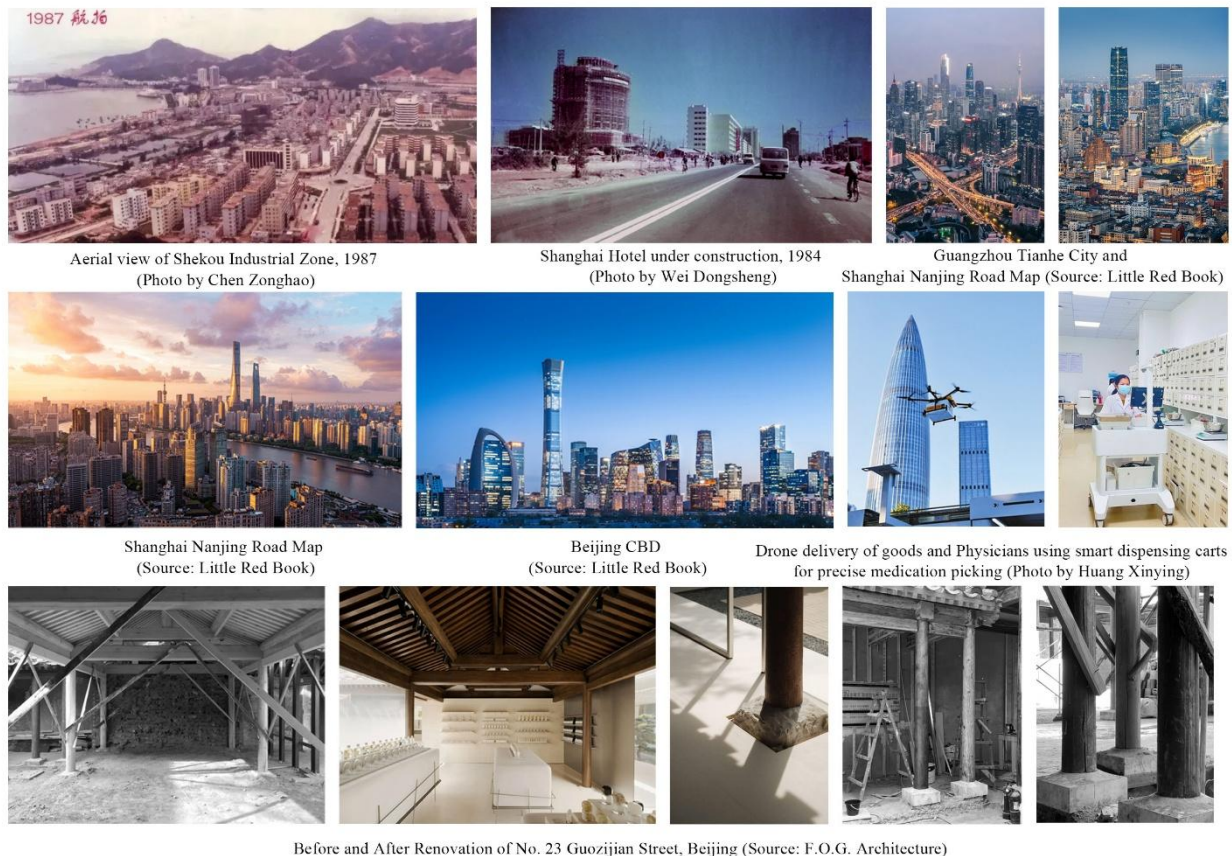 1987 航拍
Aerial view of Shekou Industrial Zone, 1987
(Photo by Chen Zonghao)
Shanghai Hotel under construction, 1984
(Photo by Wei Dongsheng)
Guangzhou Tianhe City and
Shanghai Nanjing Road Map (Source: Little Red Book)
Shanghai Nanjing Road Map
(Source: Little Red Book)
Beijing CBD
(Source: Little Red Book)
Drone delivery of goods and Physicians using smart dispensing carts
for precise medication picking (Photo by Huang Xinying)
Before and After Renovation of No. 23 Guozijian Street, Beijing (Source: F.O.G. Architecture)